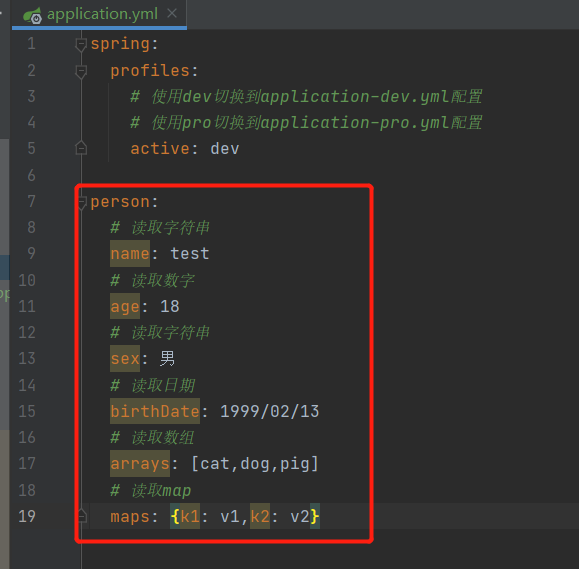 application.yml
1 spring:
2   profiles:
3     # 使用dev切换到application-dev.yml配置
4     # 使用pro切换到application-pro.yml配置
5     active: dev
6
7 person:
8   # 读取字符串
9   name: test
10   # 读取数字
11   age: 18
12   # 读取字符串
13   sex: 男
14   # 读取日期
15   birthDate: 1999/02/13
16   # 读取数组
17   arrays: [cat,dog,pig]
18   # 读取map
19   maps: {k1: v1,k2: v2}